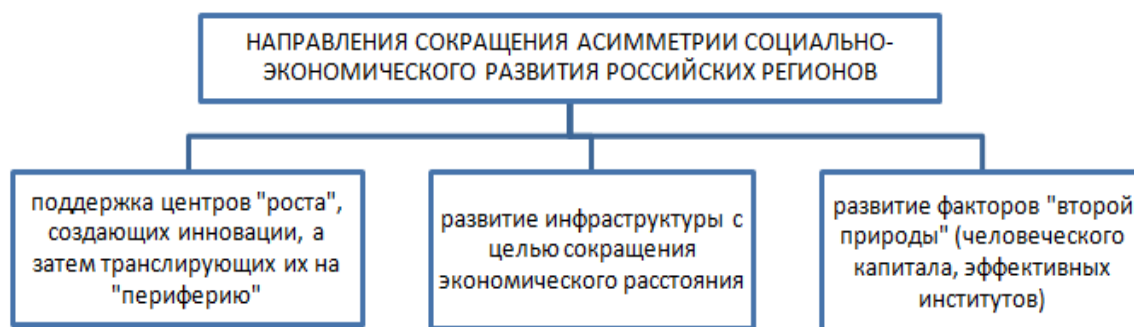 НАПРАВЛЕНИЯ СОКРАЩЕНИЯ АСИММЕТРИИ СОЦИАЛЬНО-
ЭКОНОМИЧЕСКОГО РАЗВИТИЯ РОССИЙСКИХ РЕГИОНОВ
поддержка центров "роста",
создающих инновации, а
затем транслирующих их на
"периферию"
развитие инфраструктуры с
целью сокращения
экономического расстояния
развитие факторов "второй
природы" (человеческого
капитала, эффективных
институтов)